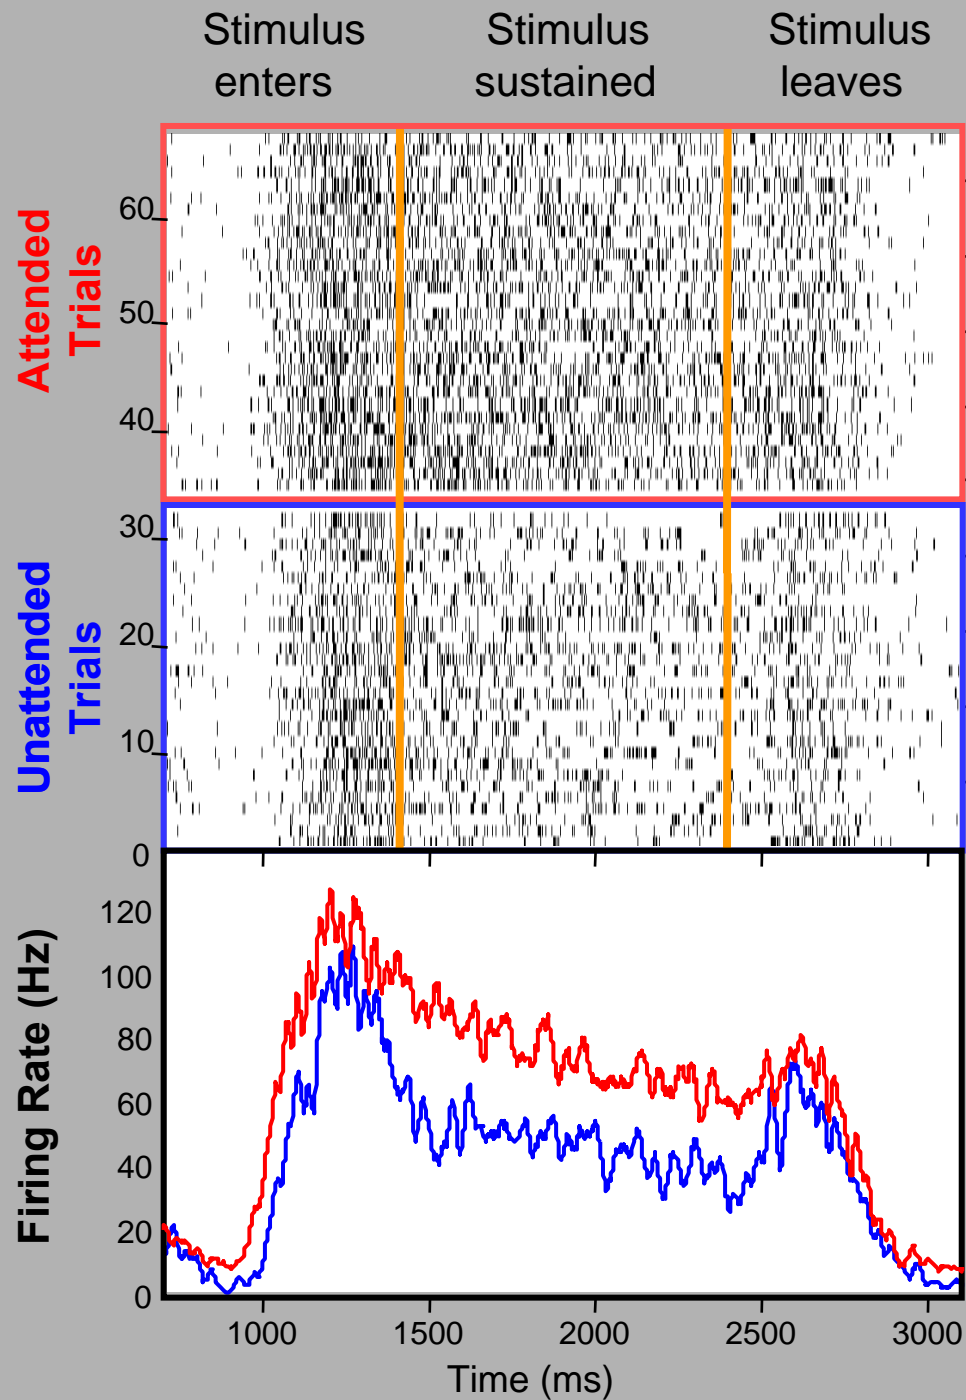 Stimulus enters
Stimulus sustained
Stimulus leaves
Attended
Trials
60
50
40
Unattended
Trials
30
20
10
0
Firing Rate (Hz)
120
100
80
60
40
20
0
1000 1500 2000 2500 3000
Time (ms)